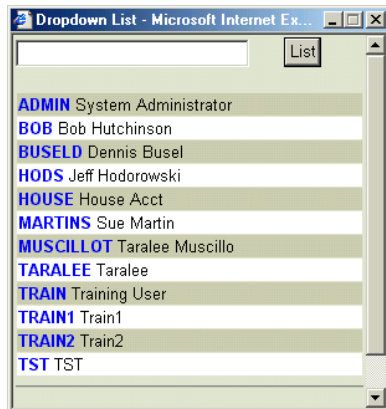 Dropdown List - Microsoft Internet Ex...
List
ADMIN System Administrator
BOB Bob Hutchinson
BUSELD Dennis Busel
HODS Jeff Hodorowski
HOUSE House Acct
MARTINS Sue Martin
MUSCILLOT Taralee Muscillo
TARALEE Taralee
TRAIN Training User
TRAIN1 Train1
TRAIN2 Train2
TST TST